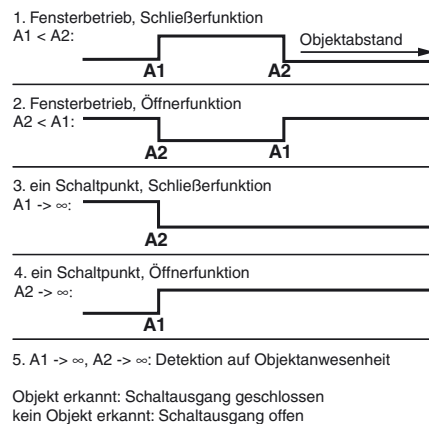 1. Fensterbetrieb, Schließerfunktion
A1 < A2:
Objektabstand
A1
A2
2. Fensterbetrieb, Öffnerfunktion
A2 < A1:
A2
A1
3. ein Schaltpunkt, Schließerfunktion
A1 -> ∞:
A2
4. ein Schaltpunkt, Öffnerfunktion
A2 -> ∞:
A1
5. A1 -> ∞, A2 -> ∞: Detektion auf Objektanwesenheit
Objekt erkannt: Schaltausgang geschlossen
kein Objekt erkannt: Schaltausgang offen